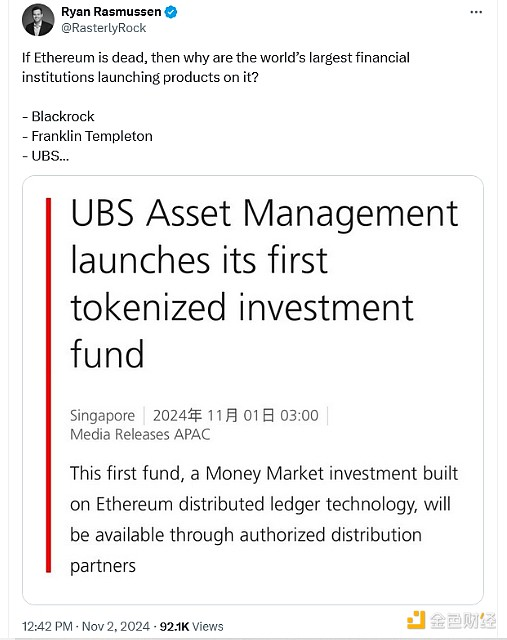 Ryan Rasmussen
@RasterlyRock
If Ethereum is dead, then why are the world's largest financial
institutions launching products on it?
- Blackrock
- Franklin Templeton
- UBS...
UBS Asset Management
launches its first
tokenized investment
fund
Singapore 2024年 11月 01日 03:00
Media Releases APAC
This first fund, a Money Market investment built
on Ethereum distributed ledger technology, will
be available through authorized distribution
partners
12:42 PM · Nov 2, 2024 · 92.1K Views
金色财经